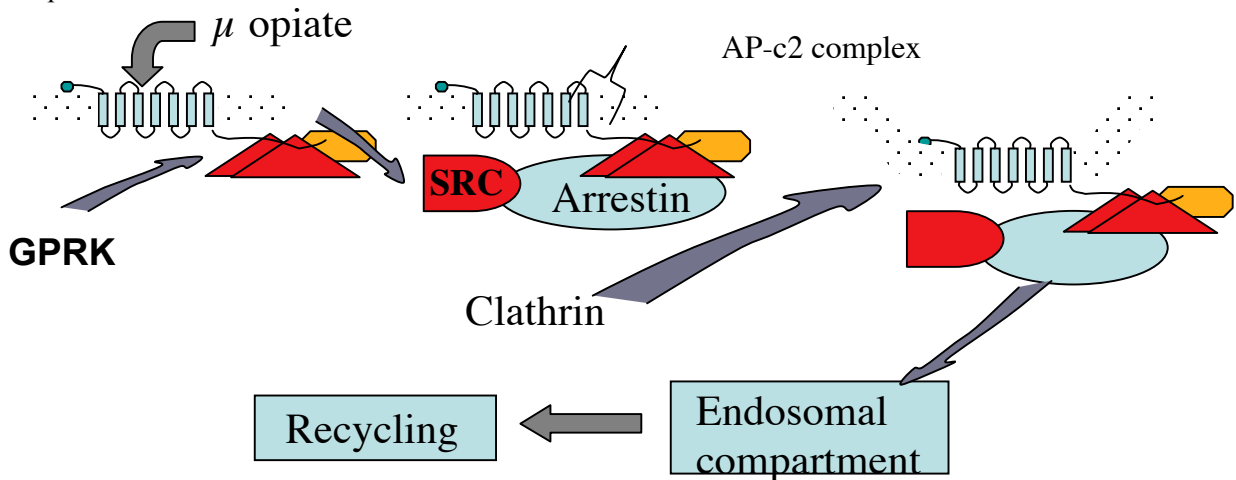 µ opiate
AP-c2 complex
SRC
Arrestin
GPRK
Clathrin
Recycling
Endosomal
compartment